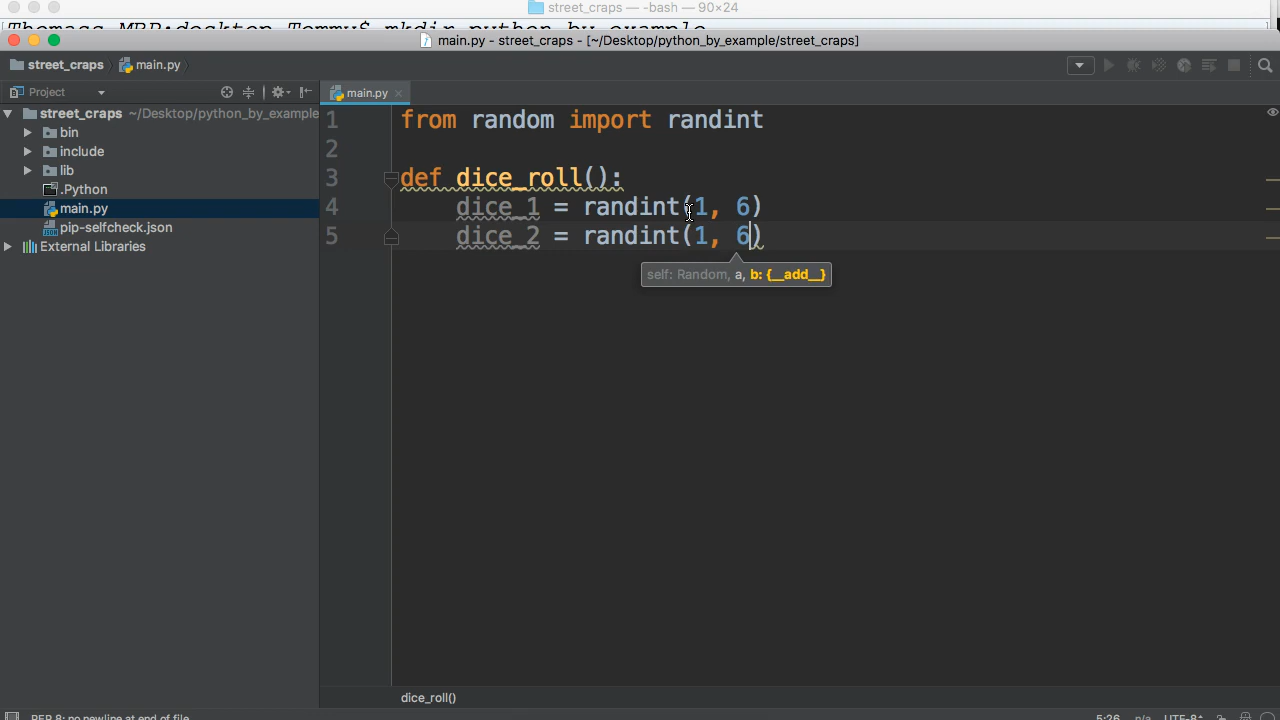 street_craps — -bash — 90×24
Thomass-MBP:desktop Tommy$ mkdir python_by_example
main.py - street_craps - [~/Desktop/python_by_example/street_craps]
street_craps main.py
Project
main.py
street_craps ~/Desktop/python_by_example
bin
include
lib
.Python
main.py
pip-selfcheck.json
External Libraries
1 from random import randint
2
3 def dice_roll():
4     dice_1 = randint(1, 6)
5     dice_2 = randint(1, 6)
self: Random, a, b: {__add__}
dice_roll()
PEP 8: no newline at end of file
5:26 n/a UTF-8